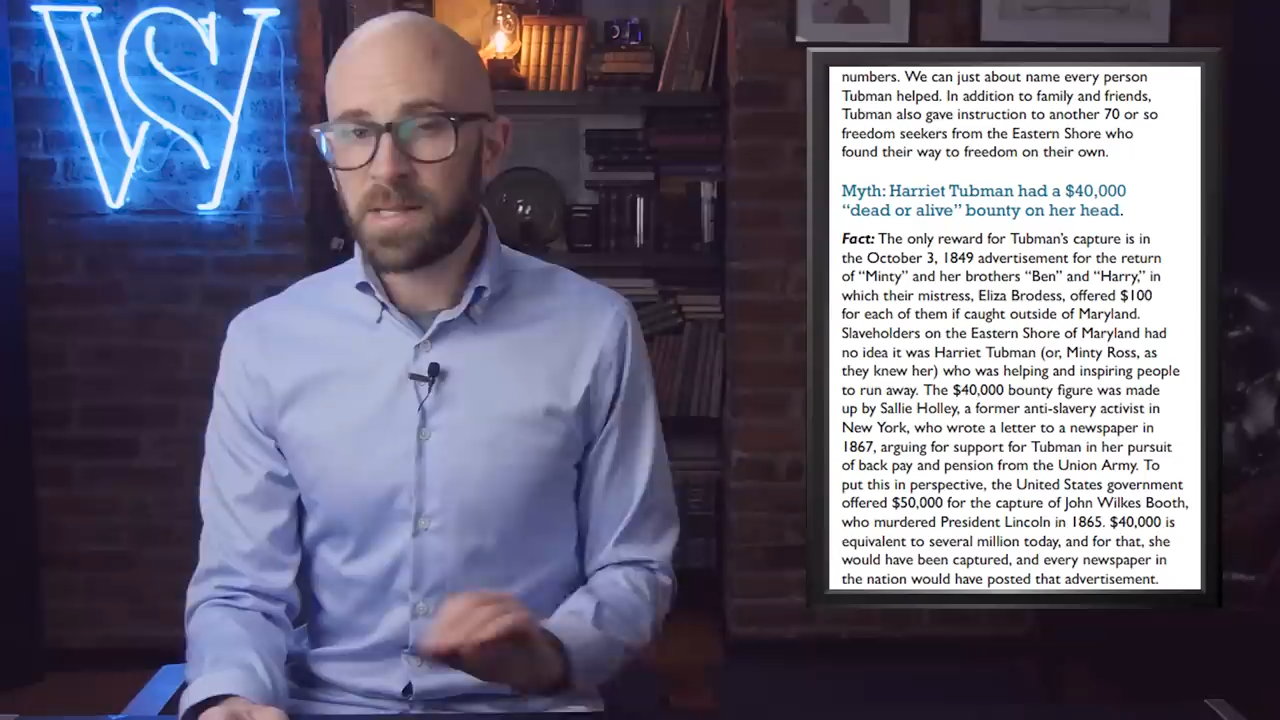 WS
numbers. We can just about name every person
Tubman helped. In addition to family and friends,
Tubman also gave instruction to another 70 or so
freedom seekers from the Eastern Shore who
found their way to freedom on their own.
Myth: Harriet Tubman had a $40,000
“dead or alive” bounty on her head.
Fact: The only reward for Tubman’s capture is in
the October 3, 1849 advertisement for the return
of “Minty” and her brothers “Ben” and “Harry,” in
which their mistress, Eliza Brodess, offered $100
for each of them if caught outside of Maryland.
Slaveholders on the Eastern Shore of Maryland had
no idea it was Harriet Tubman (or, Minty Ross, as
they knew her) who was helping and inspiring people
to run away. The $40,000 bounty figure was made
up by Sallie Holley, a former anti-slavery activist in
New York, who wrote a letter to a newspaper in
1867, arguing for support for Tubman in her pursuit
of back pay and pension from the Union Army. To
put this in perspective, the United States government
offered $50,000 for the capture of John Wilkes Booth,
who murdered President Lincoln in 1865. $40,000 is
equivalent to several million today, and for that, she
would have been captured, and every newspaper in
the nation would have posted that advertisement.